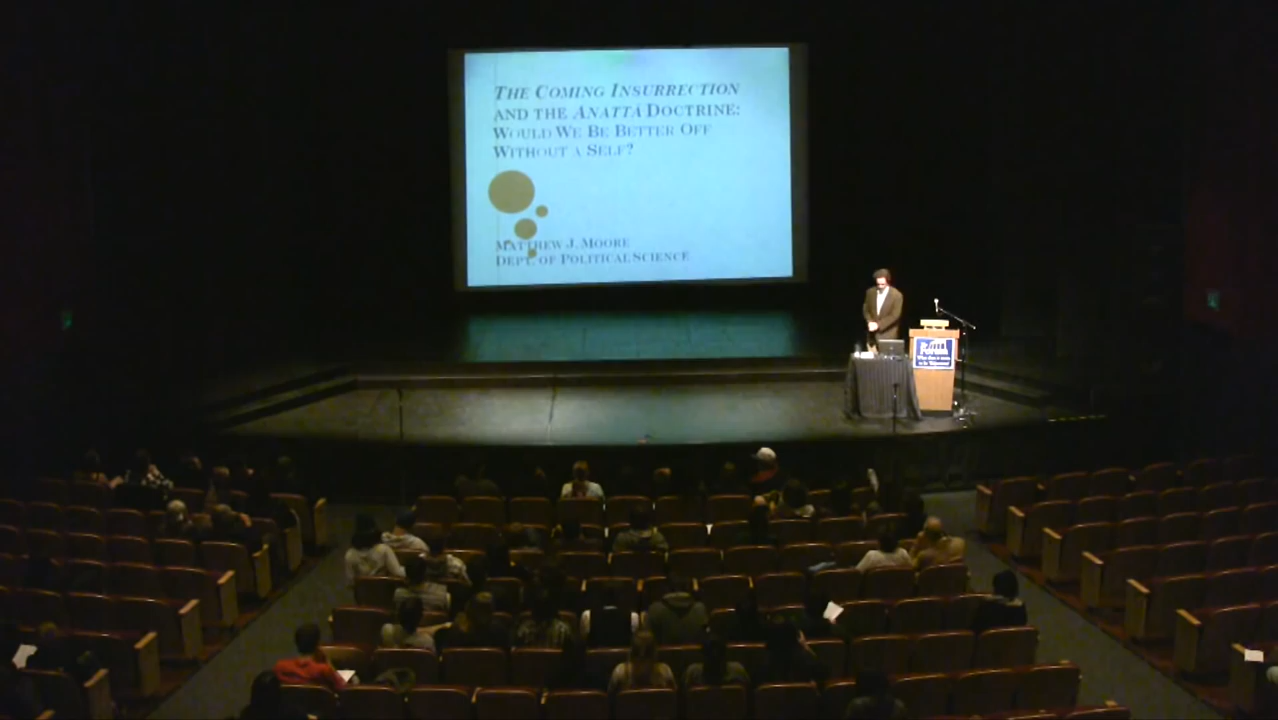 THE COMING INSURRECTION
AND THE ANATTĀ DOCTRINE:
WOULD WE BE BETTER OFF
WITHOUT A SELF?
MATTHEW J. MOORE
DEPT. OF POLITICAL SCIENCE
Forum